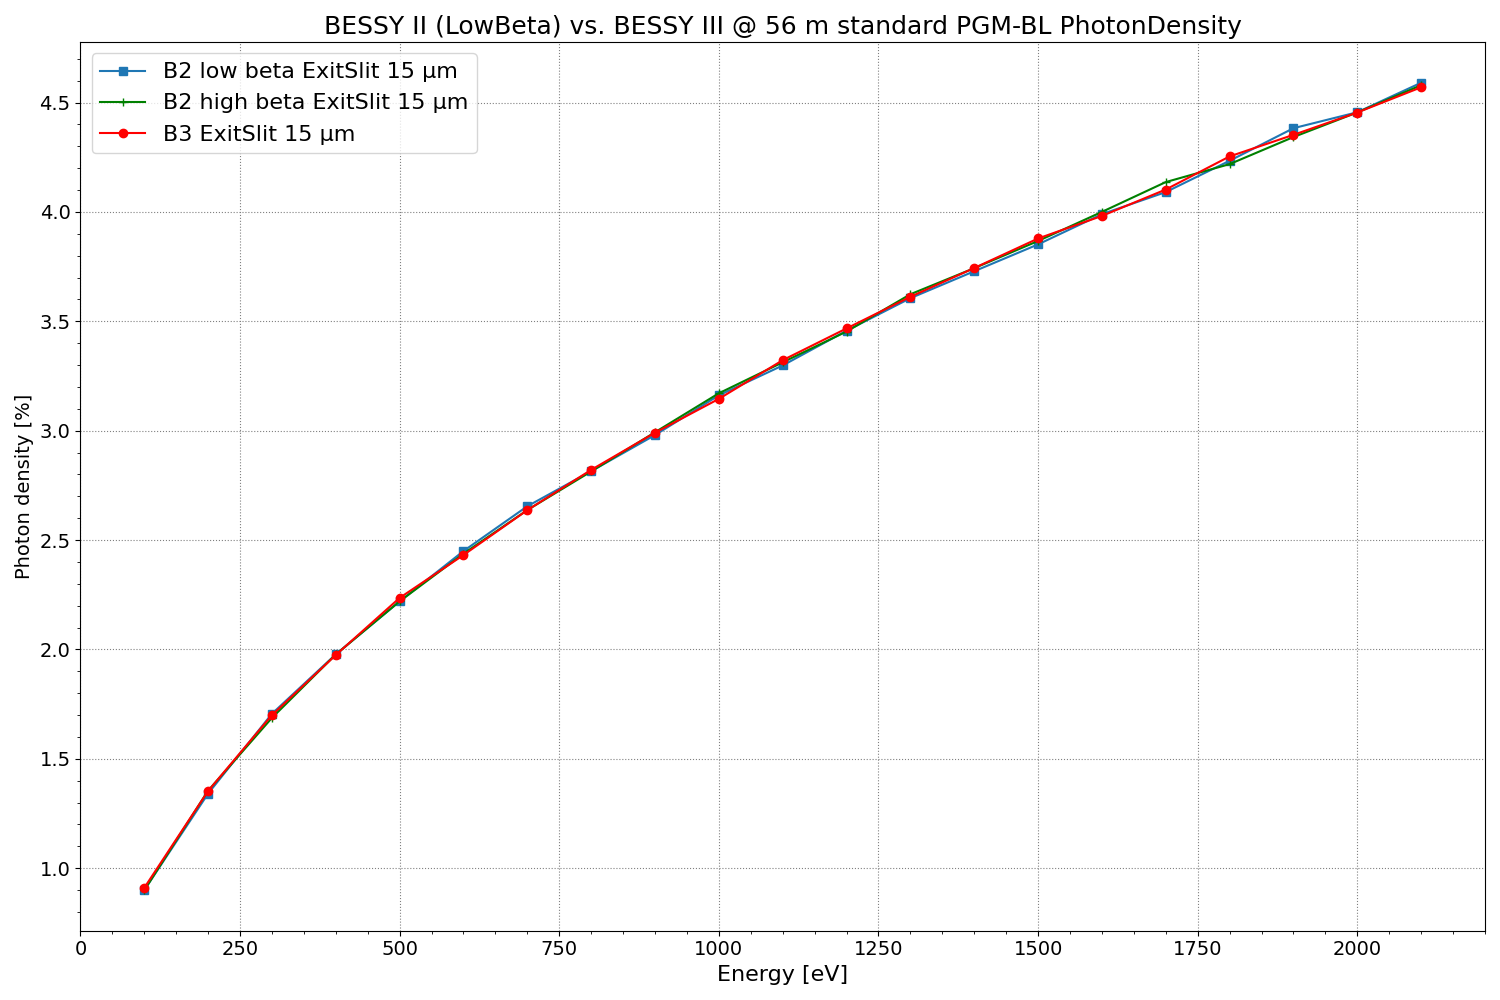 BESSY II (LowBeta) vs. BESSY III @ 56 m standard PGM-BL PhotonDensity
B2 low beta ExitSlit 15 µm
B2 high beta ExitSlit 15 µm
B3 ExitSlit 15 µm
Photon density [%]
4.5
4.0
3.5
3.0
2.5
2.0
1.5
1.0
0 250 500 750 1000 1250 1500 1750 2000
Energy [eV]